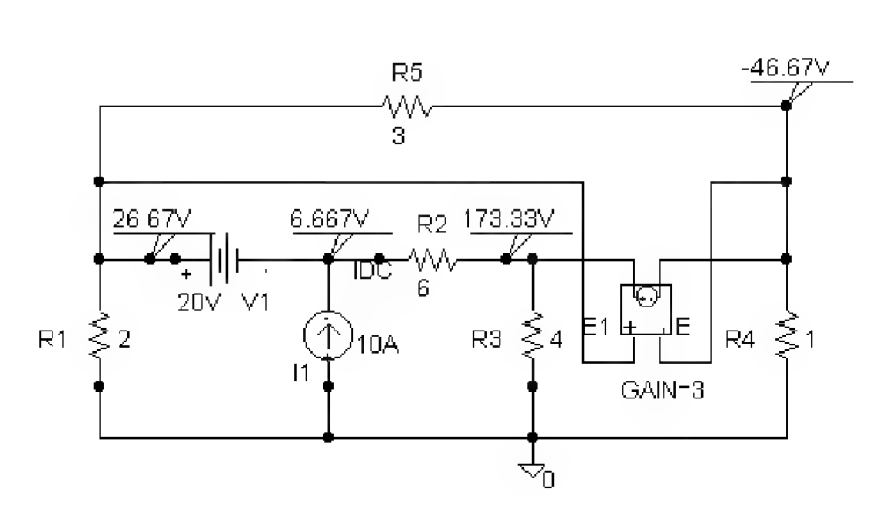 R5
-46.67V
3
26 67V
6.667V
R2
173.33V
+
IDC
20V
V1
6
R1
2
10A
I1
R3
4
E1
+
-
E
R4
1
GAIN=3
0